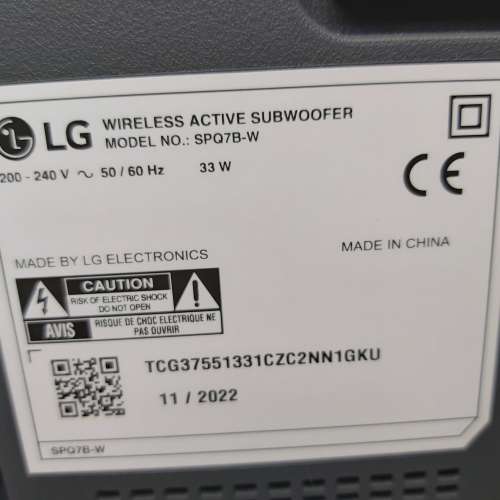 LG WIRELESS ACTIVE SUBWOOFER
MODEL NO.: SPQ7B-W
200 - 240 V ~ 50 / 60 Hz 33 W
CE
MADE BY LG ELECTRONICS
MADE IN CHINA
CAUTION
RISK OF ELECTRIC SHOCK
DO NOT OPEN
AVIS
RISQUE DE CHOC ELECTRIQUE NE
PAS OUVRIR
TCG37551331CZC2NN1GKU
11 / 2022
SPQ7B-W